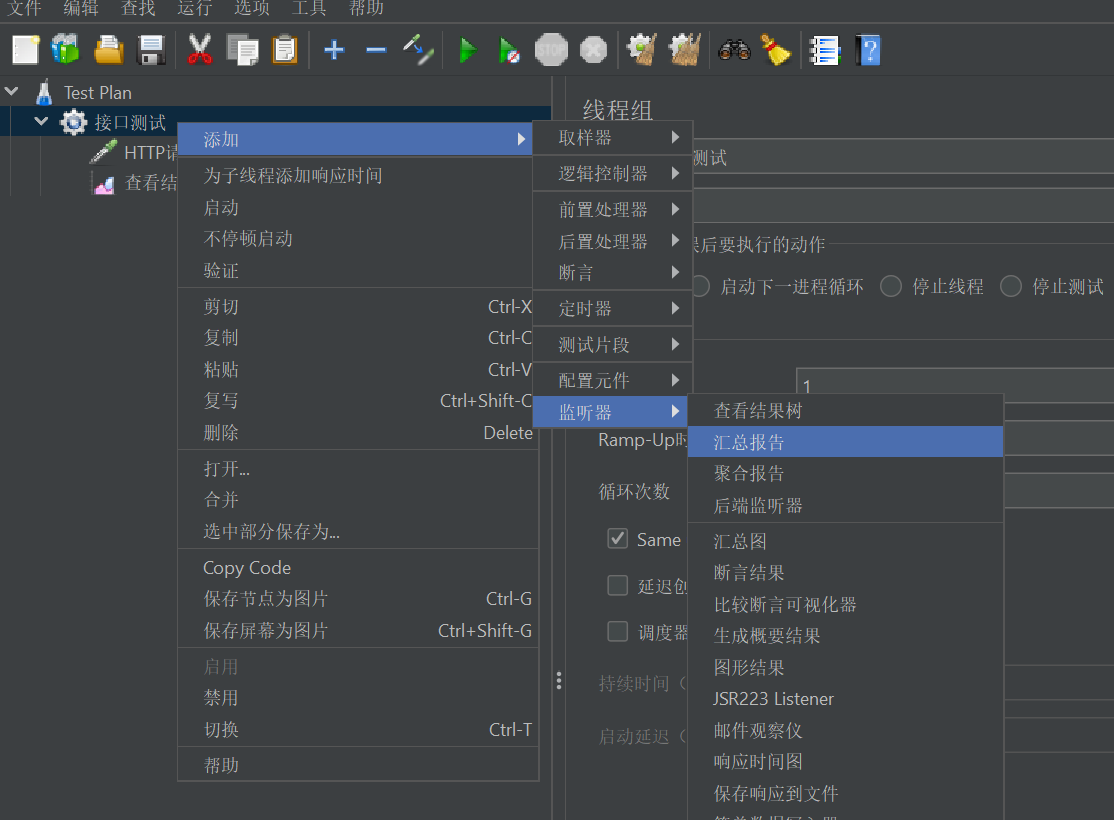 文件 编辑 查找 运行 选项 工具 帮助
STOP
Test Plan
接口测试
HTTP请
查看结
线程组
测试
后要执行的动作
启动下一进程循环 停止线程 停止测试
1
Ramp-Up时
循环次数
Same
延迟创
调度器
持续时间（
启动延迟（
添加
为子线程添加响应时间
启动
不停顿启动
验证
剪切 Ctrl-X
复制 Ctrl-C
粘贴 Ctrl-V
复写 Ctrl+Shift-C
删除 Delete
打开...
合并
选中部分保存为...
Copy Code
保存节点为图片 Ctrl-G
保存屏幕为图片 Ctrl+Shift-G
启用
禁用
切换 Ctrl-T
帮助
取样器
逻辑控制器
前置处理器
后置处理器
断言
定时器
测试片段
配置元件
监听器
查看结果树
汇总报告
聚合报告
后端监听器
汇总图
断言结果
比较断言可视化器
生成概要结果
图形结果
JSR223 Listener
邮件观察仪
响应时间图
保存响应到文件